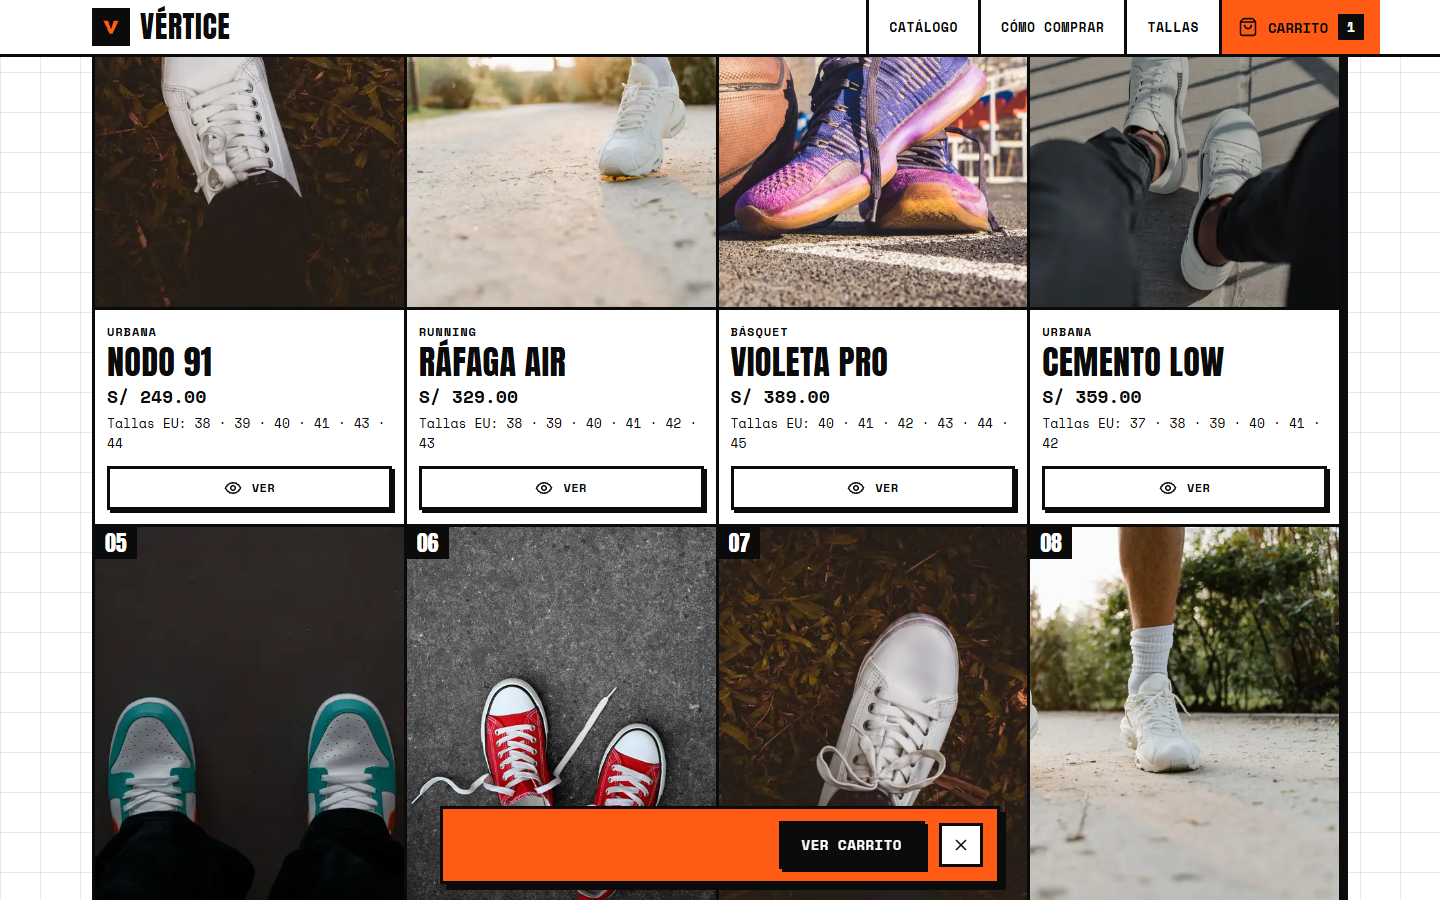 V VÉRTICE
CATÁLOGO
CÓMO COMPRAR
TALLAS
CARRITO 1
URBANA
NODO 91
S/ 249.00
Tallas EU: 38 · 39 · 40 · 41 · 43 ·
44
VER
RUNNING
RÁFAGA AIR
S/ 329.00
Tallas EU: 38 · 39 · 40 · 41 · 42 ·
43
VER
BÁSQUET
VIOLETA PRO
S/ 389.00
Tallas EU: 40 · 41 · 42 · 43 · 44 ·
45
VER
URBANA
CEMENTO LOW
S/ 359.00
Tallas EU: 37 · 38 · 39 · 40 · 41 ·
42
VER
05
06
07
08
VER CARRITO